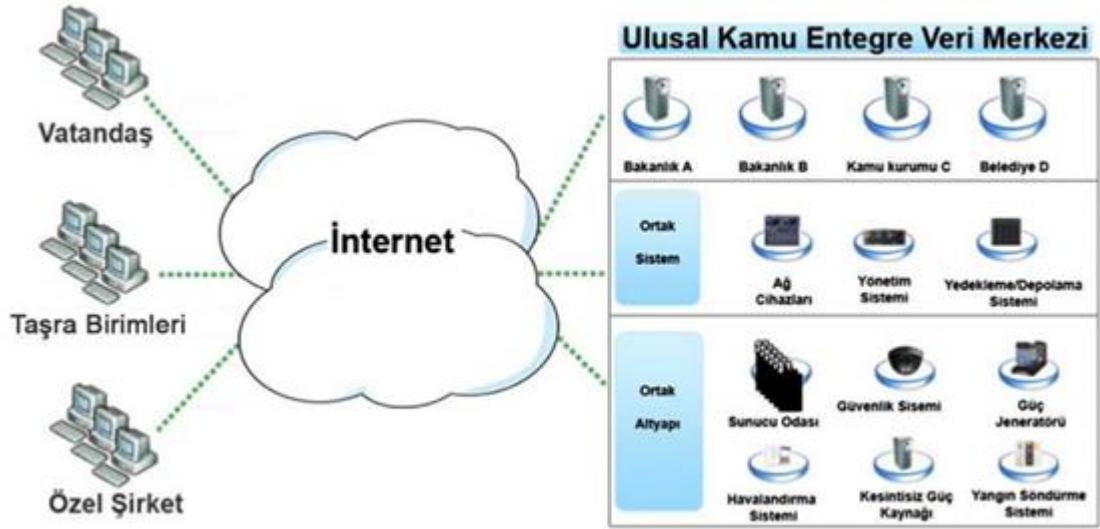 Ulusal Kamu Entegre Veri Merkezi
Vatandaş
Taşra Birimleri
Özel Şirket
İnternet
Bakanlık A
Bakanlık B
Kamu kurumu C
Belediye D
Ortak
Sistem
Ağ
Cihazları
Yönetim
Sistemi
Yedekleme/Depolama
Sistemi
Ortak
Altyapı
Sunucu Odası
Güvenlik Sisemi
Güç
Jeneratörü
Havalandırma
Sistemi
Kesintisiz Güç
Kaynağı
Yangın Söndürme
Sistemi